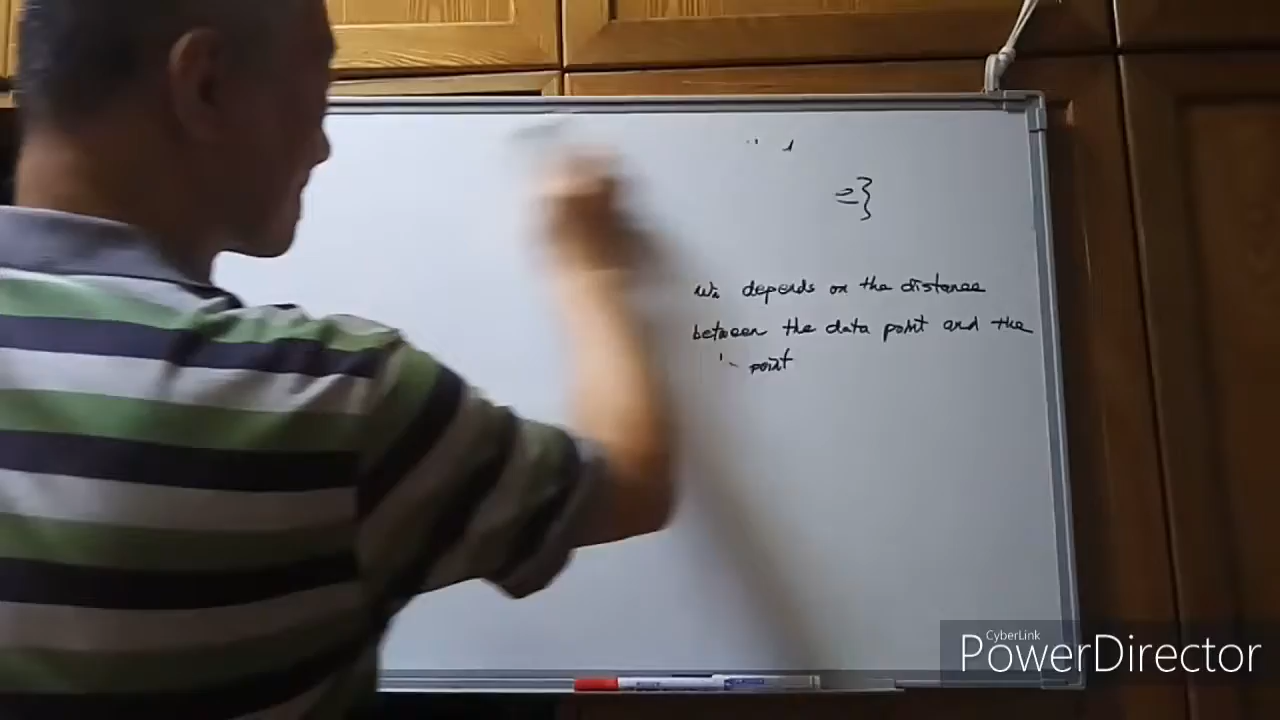 e}
depends on the distance
between the data point and the
point
CyberLink
PowerDirector